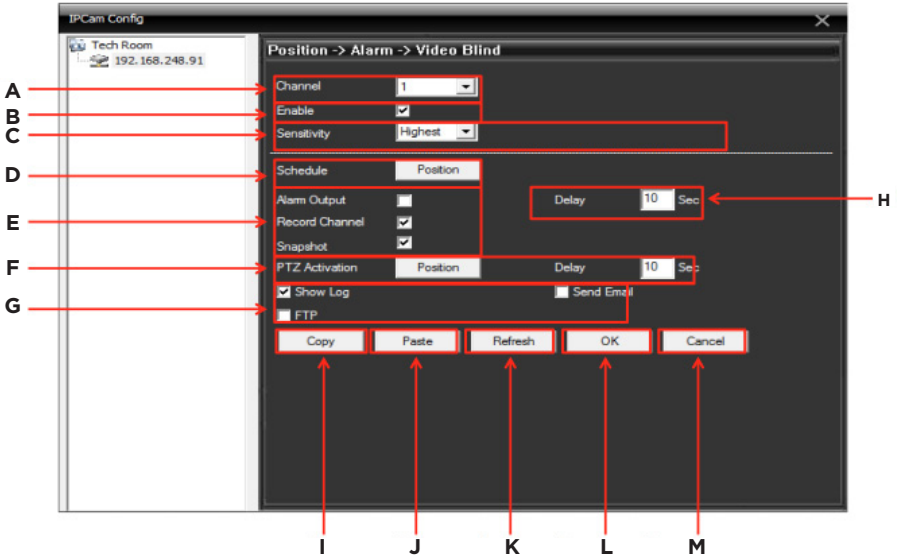 IPCam Config
Tech Room
192.168.248.91
Position -> Alarm -> Video Blind
A Channel 1
B Enable
C Sensitivity Highest
D Schedule Position
Alarm Output Delay 10 Sec H
E Record Channel
Snapshot
F PTZ Activation Position Delay 10 Sec
Show Log Send Email
G FTP
Copy Paste Refresh OK Cancel
I J K L M